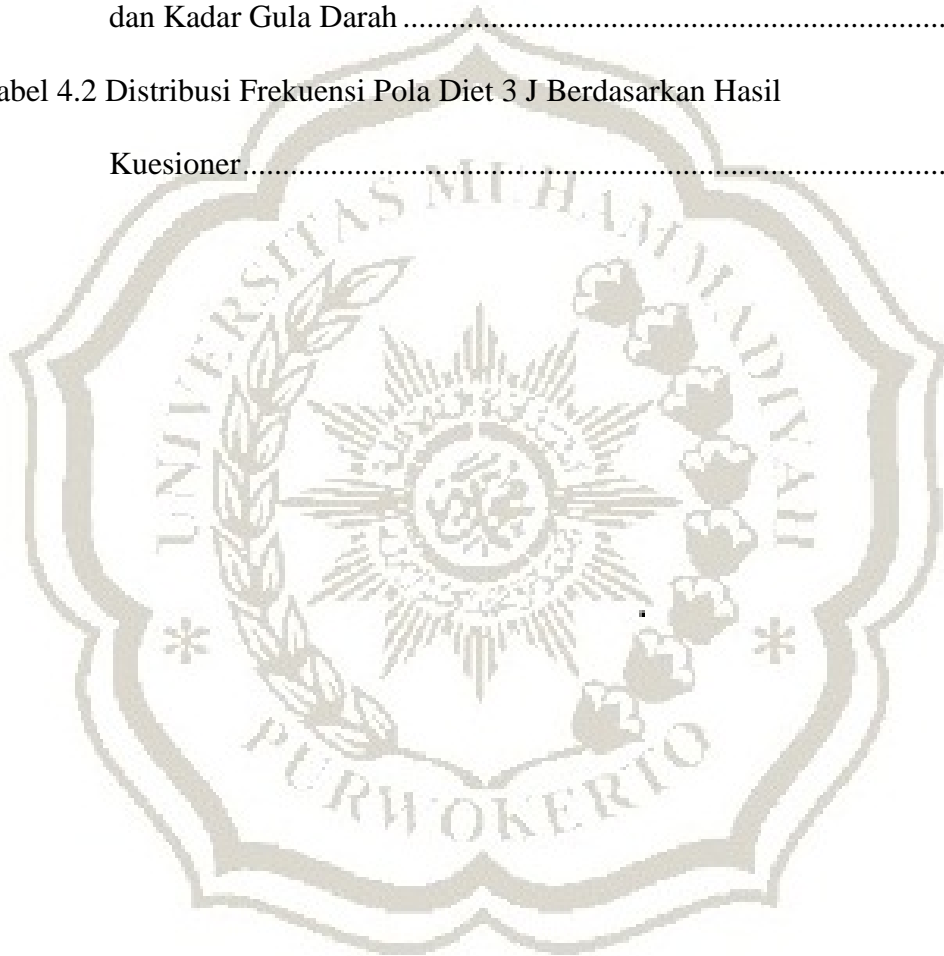 dan Kadar Gula Darah ........................................................................
abel 4.2 Distribusi Frekuensi Pola Diet 3 J Berdasarkan Hasil
Kuesioner............................................................................................
UNIVERSITAS MUHAMMADIYAH
* *
PURWOKERTO